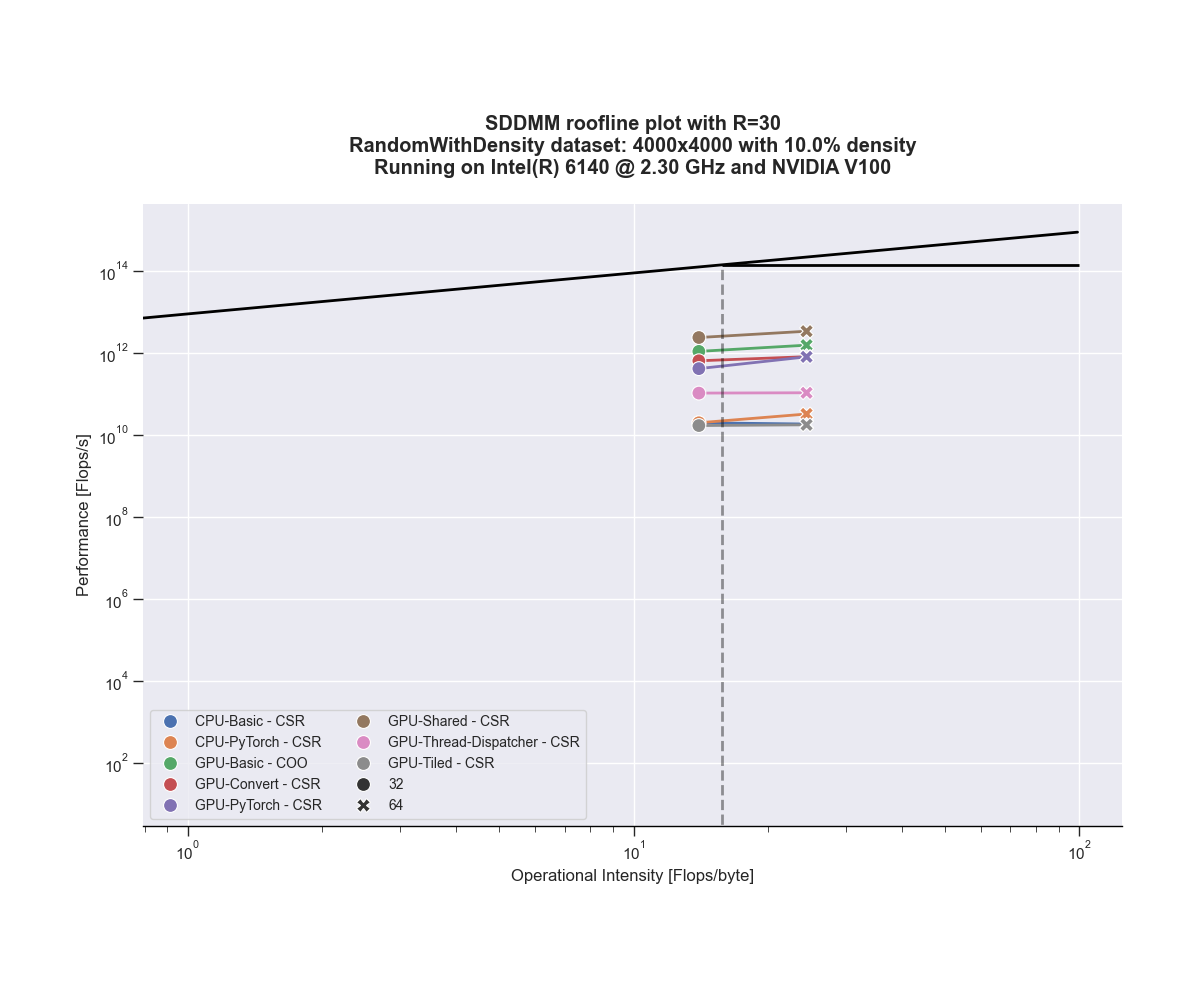 SDDMM roofline plot with R=30
RandomWithDensity dataset: 4000x4000 with 10.0% density
Running on Intel(R) 6140 @ 2.30 GHz and NVIDIA V100
Performance [Flops/s]
10^14
10^12
10^10
10^8
10^6
10^4
10^2
CPU-Basic - CSR
CPU-PyTorch - CSR
GPU-Basic - COO
GPU-Convert - CSR
GPU-PyTorch - CSR
GPU-Shared - CSR
GPU-Thread-Dispatcher - CSR
GPU-Tiled - CSR
32
64
10^0 10^1 10^2
Operational Intensity [Flops/byte]